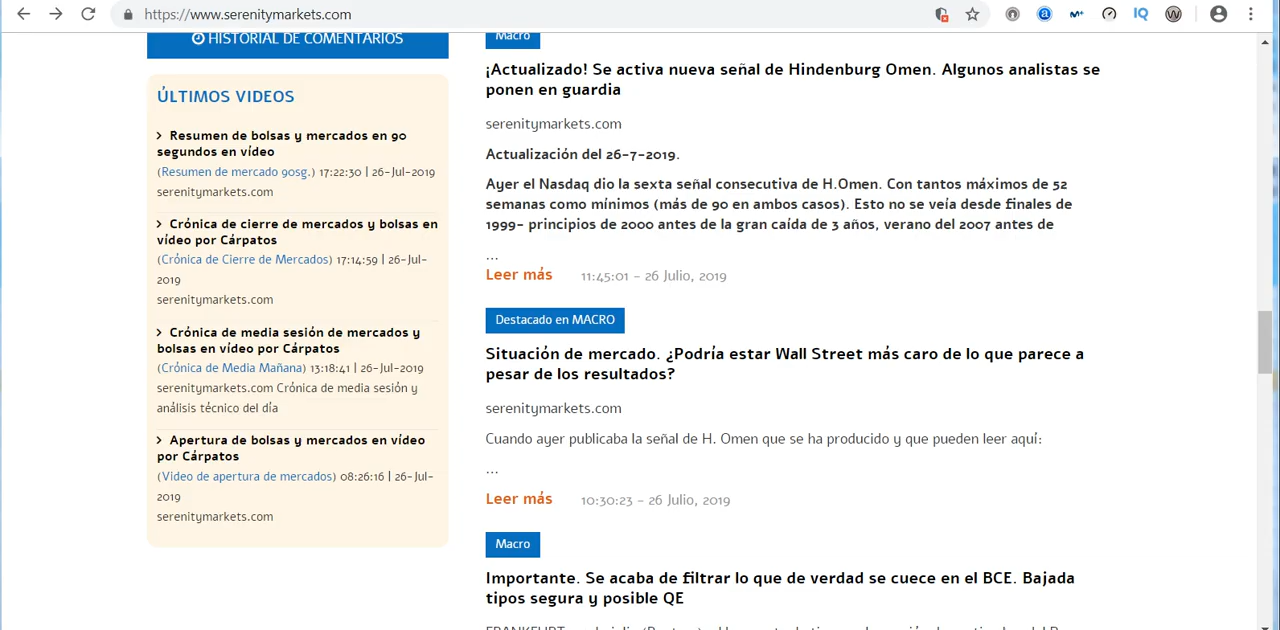 https://www.serenitymarkets.com
HISTORIAL DE COMENTARIOS
ÚLTIMOS VIDEOS
> Resumen de bolsas y mercados en 90
segundos en vídeo
(Resumen de mercado 90sg.) 17:22:30 | 26-Jul-2019
serenitymarkets.com
> Crónica de cierre de mercados y bolsas en
vídeo por Cárpatos
(Crónica de Cierre de Mercados) 17:14:59 | 26-Jul-
2019
serenitymarkets.com
> Crónica de media sesión de mercados y
bolsas en vídeo por Cárpatos
(Crónica de Media Mañana) 13:18:41 | 26-Jul-2019
serenitymarkets.com Crónica de media sesión y
análisis técnico del día
> Apertura de bolsas y mercados en vídeo
por Cárpatos
(Video de apertura de mercados) 08:26:16 | 26-Jul-
2019
serenitymarkets.com
Macro
¡Actualizado! Se activa nueva señal de Hindenburg Omen. Algunos analistas se
ponen en guardia
serenitymarkets.com
Actualización del 26-7-2019.
Ayer el Nasdaq dio la sexta señal consecutiva de H.Omen. Con tantos máximos de 52
semanas como mínimos (más de 90 en ambos casos). Esto no se veía desde finales de
1999- principios de 2000 antes de la gran caída de 3 años, verano del 2007 antes de
...
Leer más 11:45:01 - 26 Julio, 2019
Destacado en MACRO
Situación de mercado. ¿Podría estar Wall Street más caro de lo que parece a
pesar de los resultados?
serenitymarkets.com
Cuando ayer publicaba la señal de H. Omen que se ha producido y que pueden leer aquí:
...
Leer más 10:30:23 - 26 Julio, 2019
Macro
Importante. Se acaba de filtrar lo que de verdad se cuece en el BCE. Bajada
tipos segura y posible QE